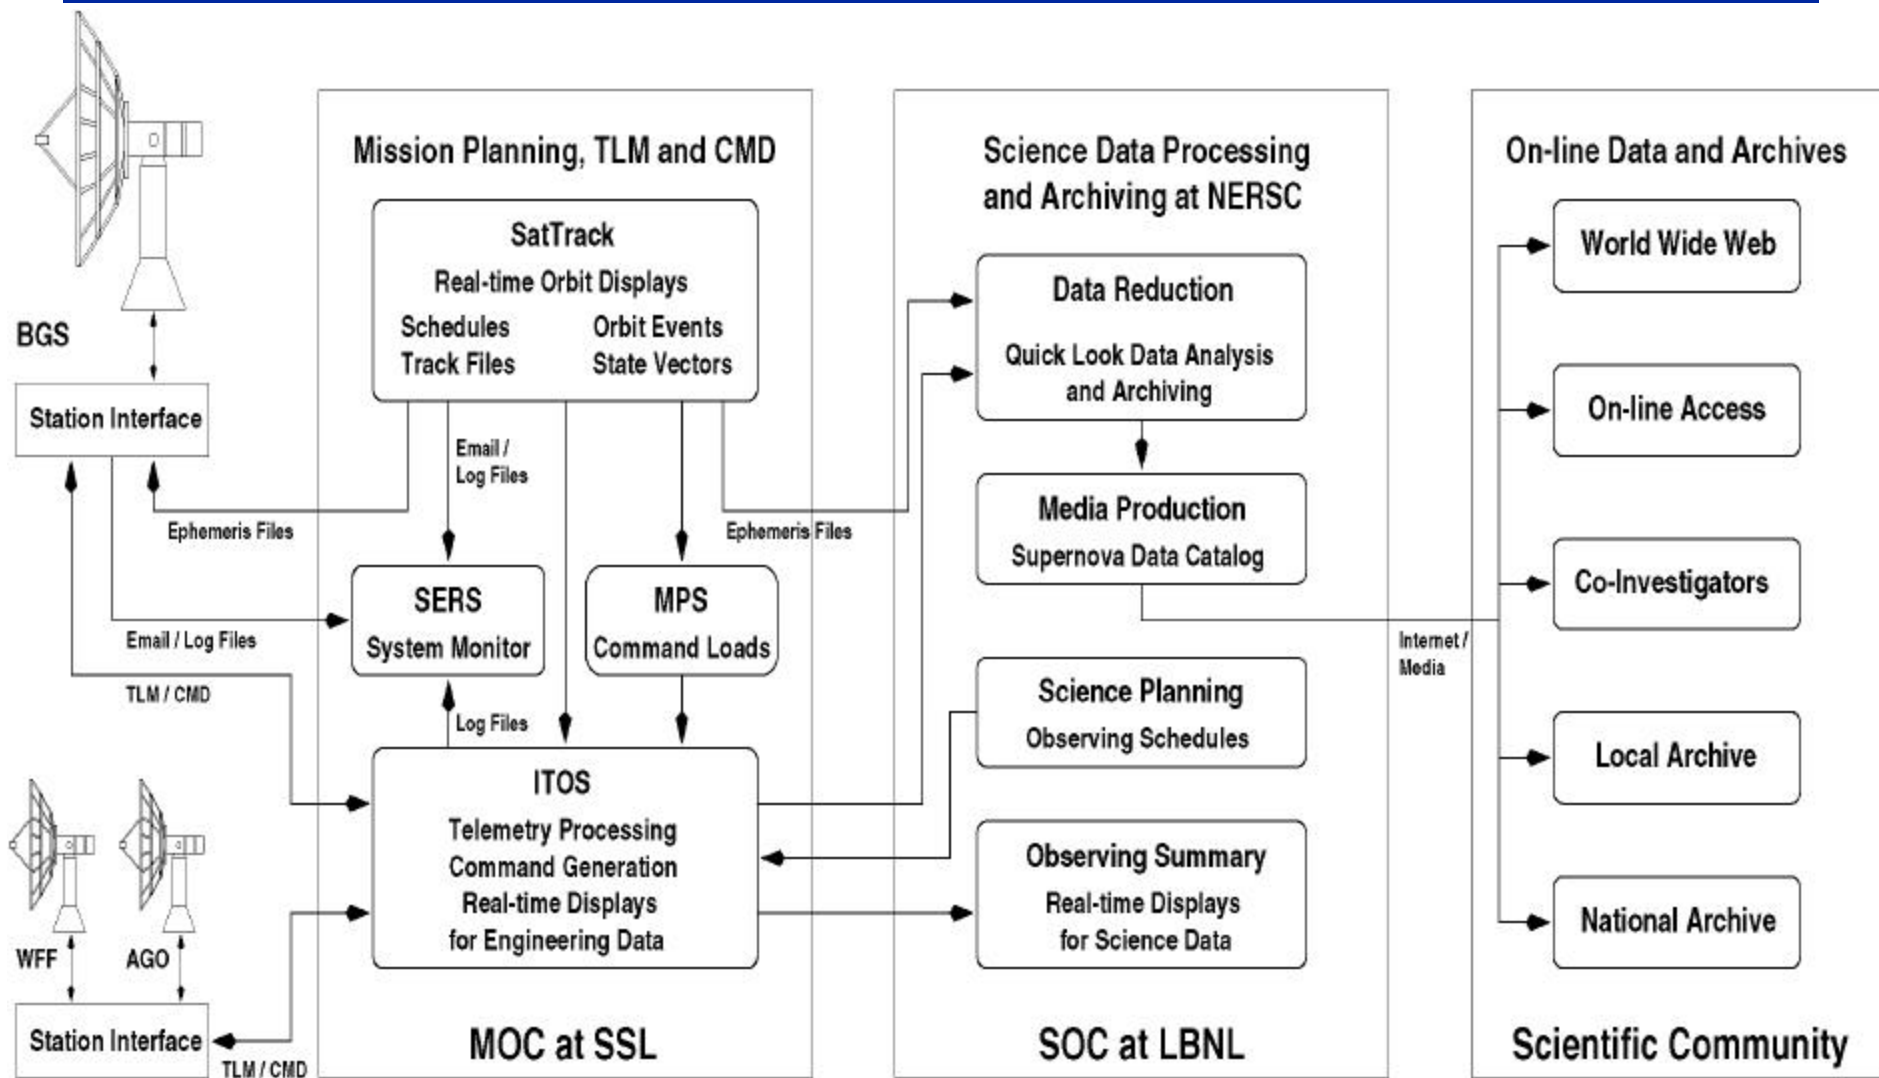 BGS
Station Interface
Ephemeris Files
Email / Log Files
TLM / CMD
WFF
AGO
Station Interface
TLM / CMD
Mission Planning, TLM and CMD
SatTrack
Real-time Orbit Displays
Schedules
Orbit Events
Track Files
State Vectors
Email /
Log Files
Ephemeris Files
SERS
System Monitor
MPS
Command Loads
Log Files
ITOS
Telemetry Processing
Command Generation
Real-time Displays
for Engineering Data
MOC at SSL
Science Data Processing
and Archiving at NERSC
Data Reduction
Quick Look Data Analysis
and Archiving
Media Production
Supernova Data Catalog
Science Planning
Observing Schedules
Observing Summary
Real-time Displays
for Science Data
SOC at LBNL
Internet /
Media
On-line Data and Archives
World Wide Web
On-line Access
Co-Investigators
Local Archive
National Archive
Scientific Community